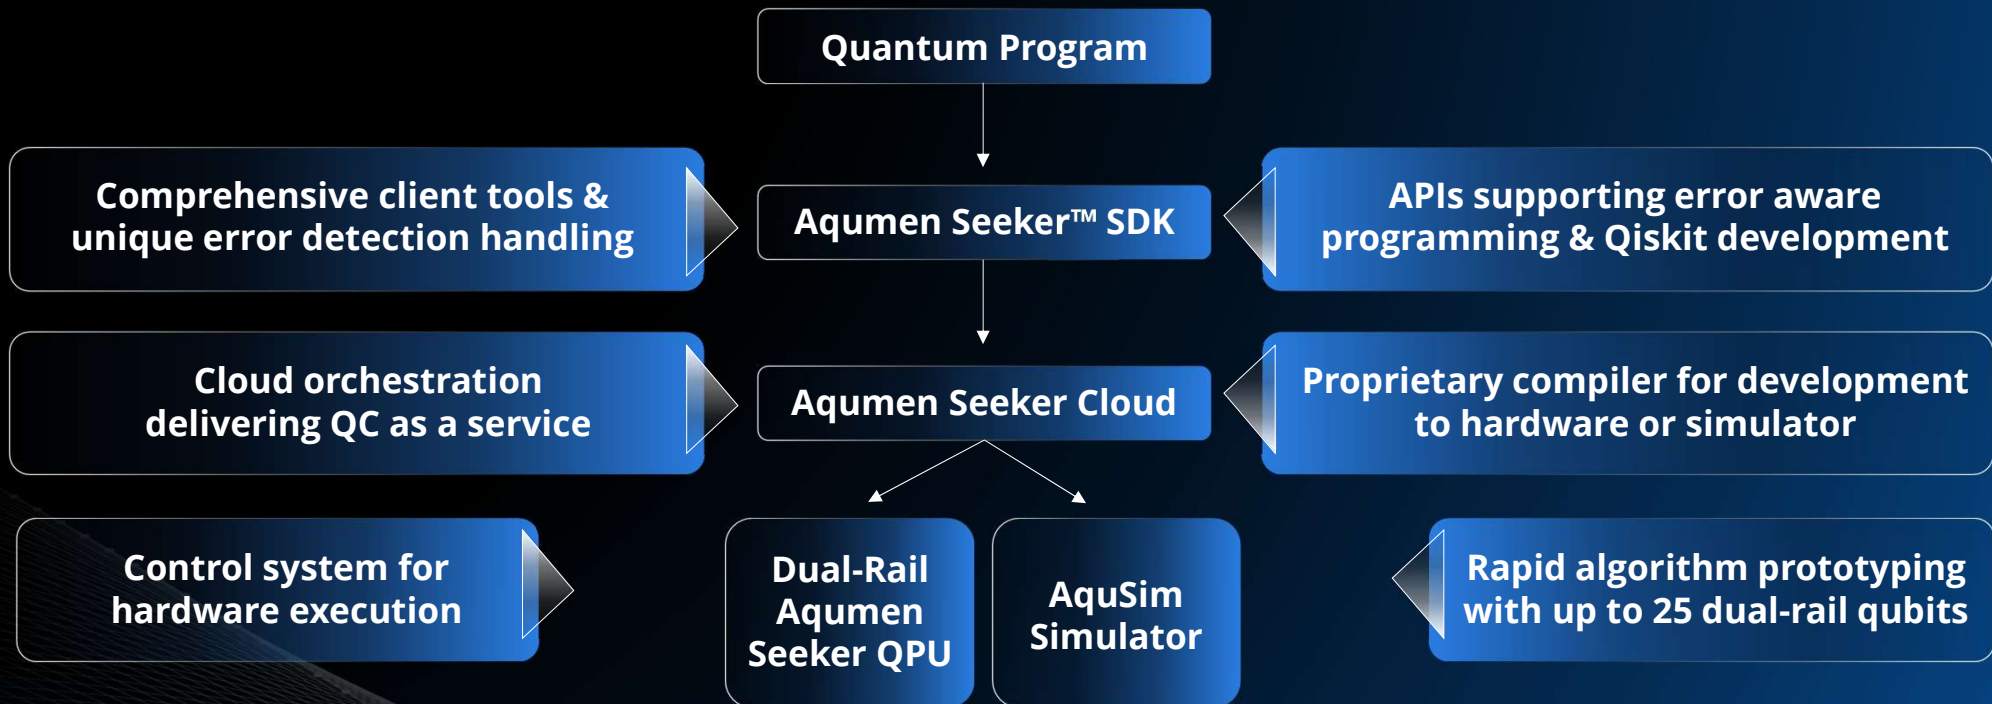 Quantum Program
Comprehensive client tools &
unique error detection handling
Aqumen Seeker™ SDK
APIs supporting error aware
programming & Qiskit development
Cloud orchestration
delivering QC as a service
Aqumen Seeker Cloud
Proprietary compiler for development
to hardware or simulator
Control system for
hardware execution
Dual-Rail
Aqumen
Seeker QPU
AquSim
Simulator
Rapid algorithm prototyping
with up to 25 dual-rail qubits